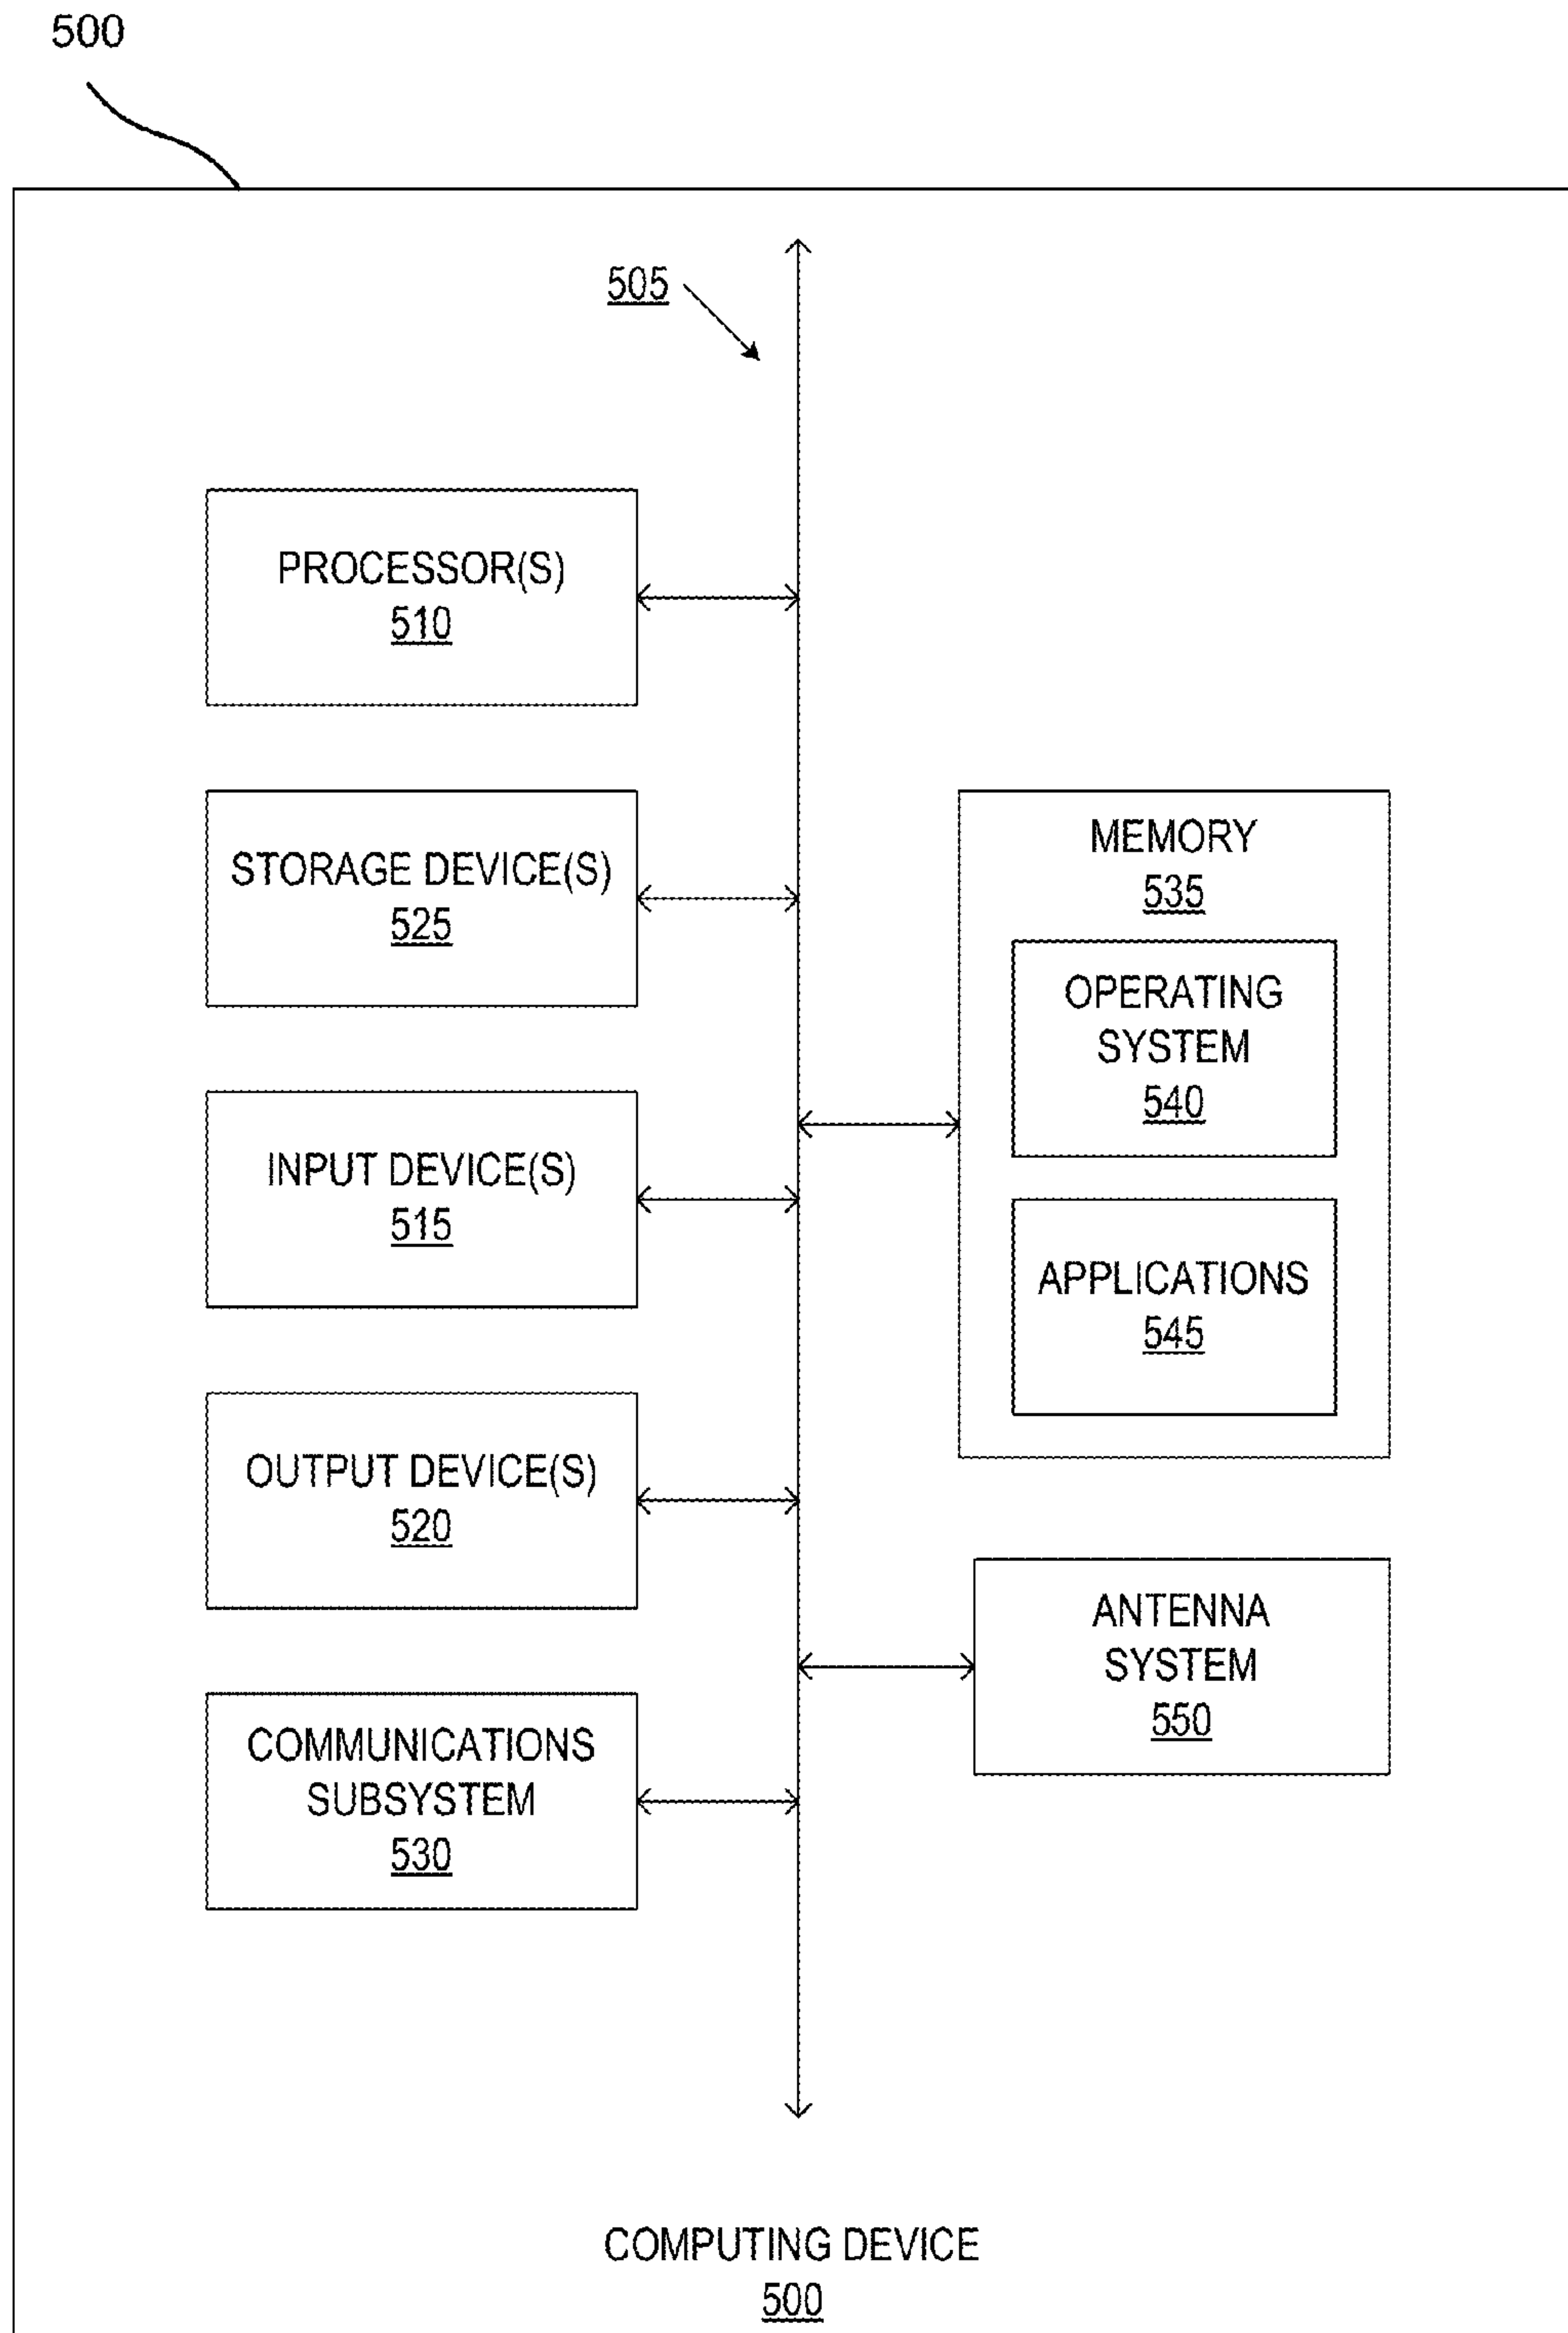 500
505
PROCESSOR(S)
510
STORAGE DEVICE(S)
525
INPUT DEVICE(S)
515
OUTPUT DEVICE(S)
520
COMMUNICATIONS
SUBSYSTEM
530
MEMORY
535
OPERATING
SYSTEM
540
APPLICATIONS
545
ANTENNA
SYSTEM
550
COMPUTING DEVICE
500